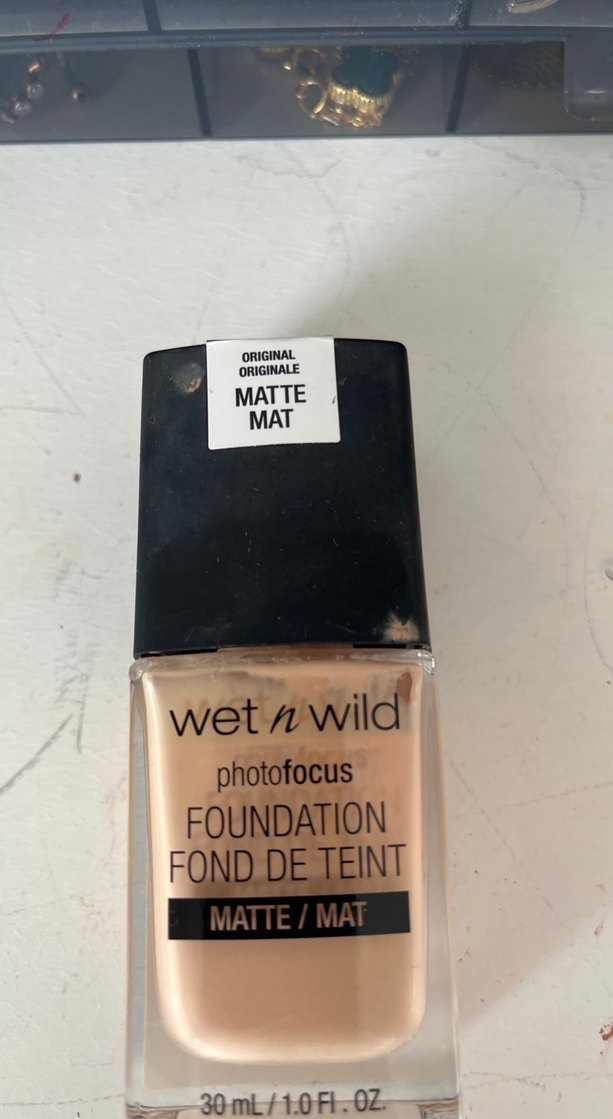 ORIGINAL
ORIGINALE
MATTE
MAT
wet n wild
photofocus
FOUNDATION
FOND DE TEINT
MATTE / MAT
30 mL / 1.0 FL. OZ.